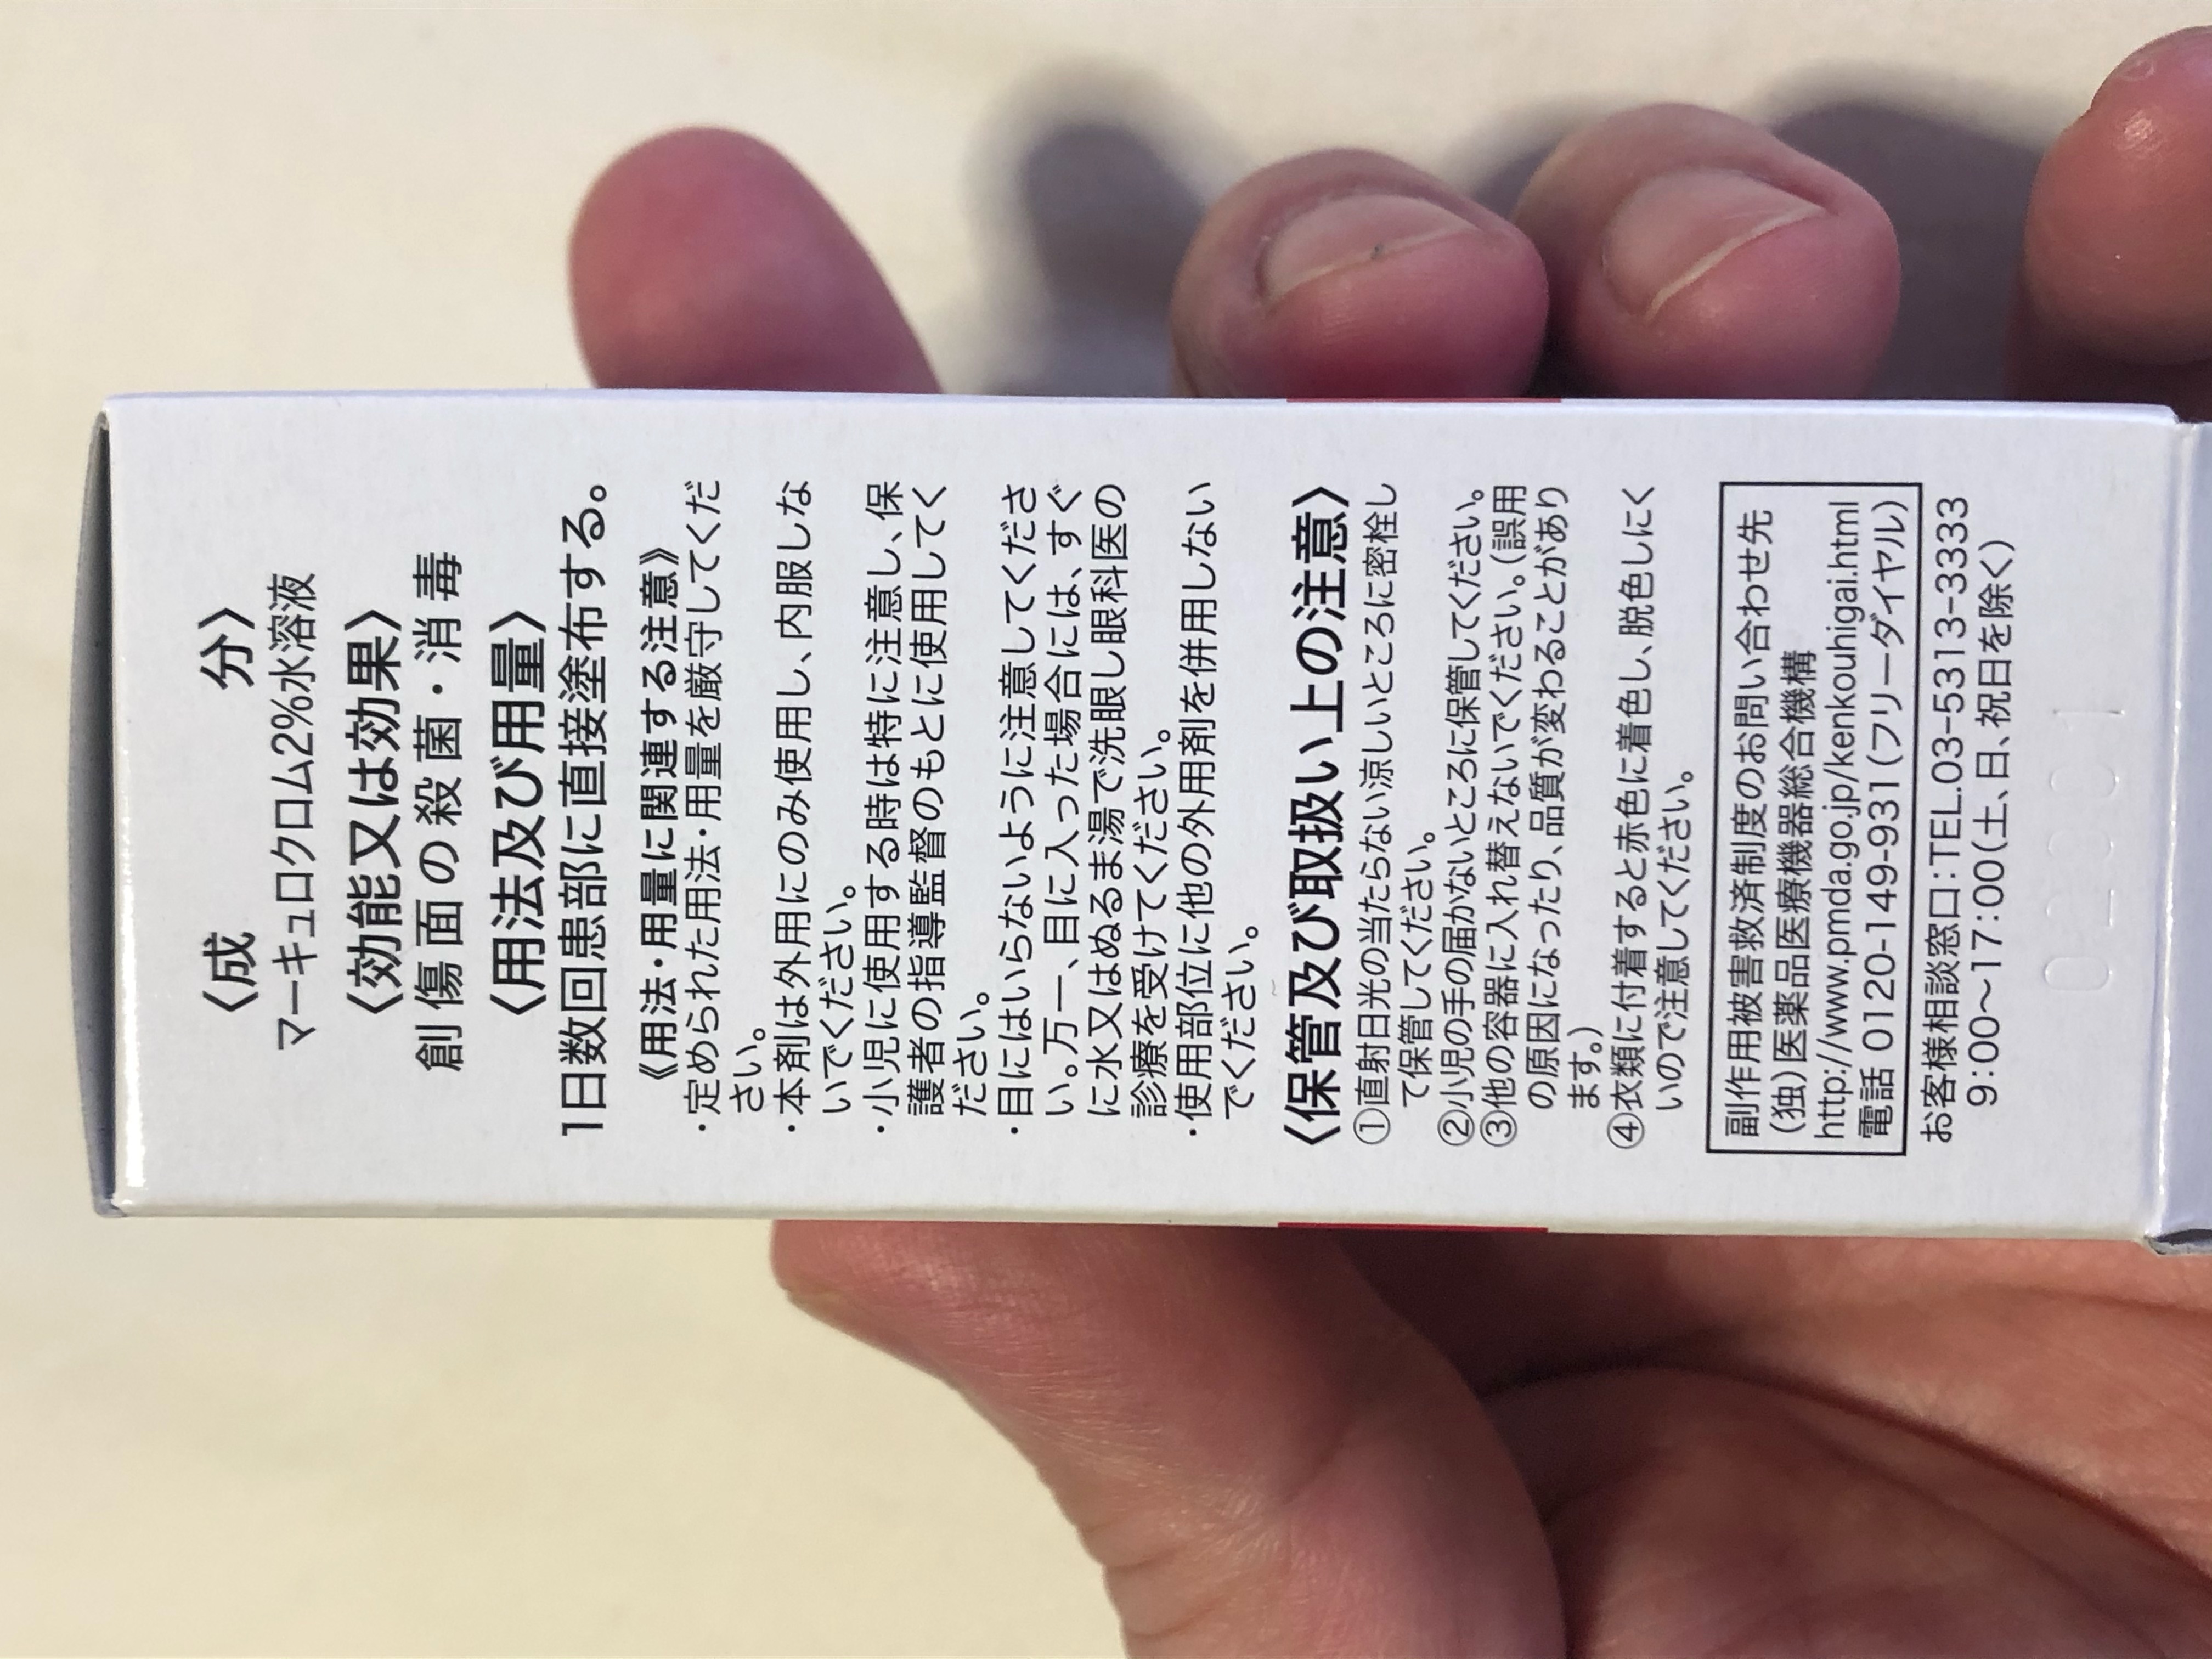 〈成　　分〉
マーキュロクロム2%水溶液
〈効能又は効果〉
創傷面の殺菌・消毒
〈用法及び用量〉
1日数回患部に直接塗布する。
《用法・用量に関連する注意》
・定められた用法・用量を厳守してくだ
さい。
・本剤は外用にのみ使用し、内服しな
いでください。
・小児に使用する時は特に注意し、保
護者の指導監督のもとに使用してく
ださい。
・目にはいらないように注意してくださ
い。万一、目に入った場合には、すぐ
に水又はぬるま湯で洗眼し眼科医の
診療を受けてください。
・使用部位に他の外用剤を併用しない
でください。
〈保管及び取扱い上の注意〉
①直射日光の当たらない涼しいところに密栓し
て保管してください。
②小児の手の届かないところに保管してください。
③他の容器に入れ替えないでください。(誤用
の原因になったり、品質が変わることがあり
ます。)
④衣類に付着すると赤色に着色し、脱色しにく
いので注意してください。
副作用被害救済制度のお問い合わせ先
(独)医薬品医療機器総合機構
http://www.pmda.go.jp/kenkouhigai.html
電話 0120-149-931(フリーダイヤル)
お客様相談窓口:TEL.03-5313-3333
9:00〜17:00(土、日、祝日を除く)